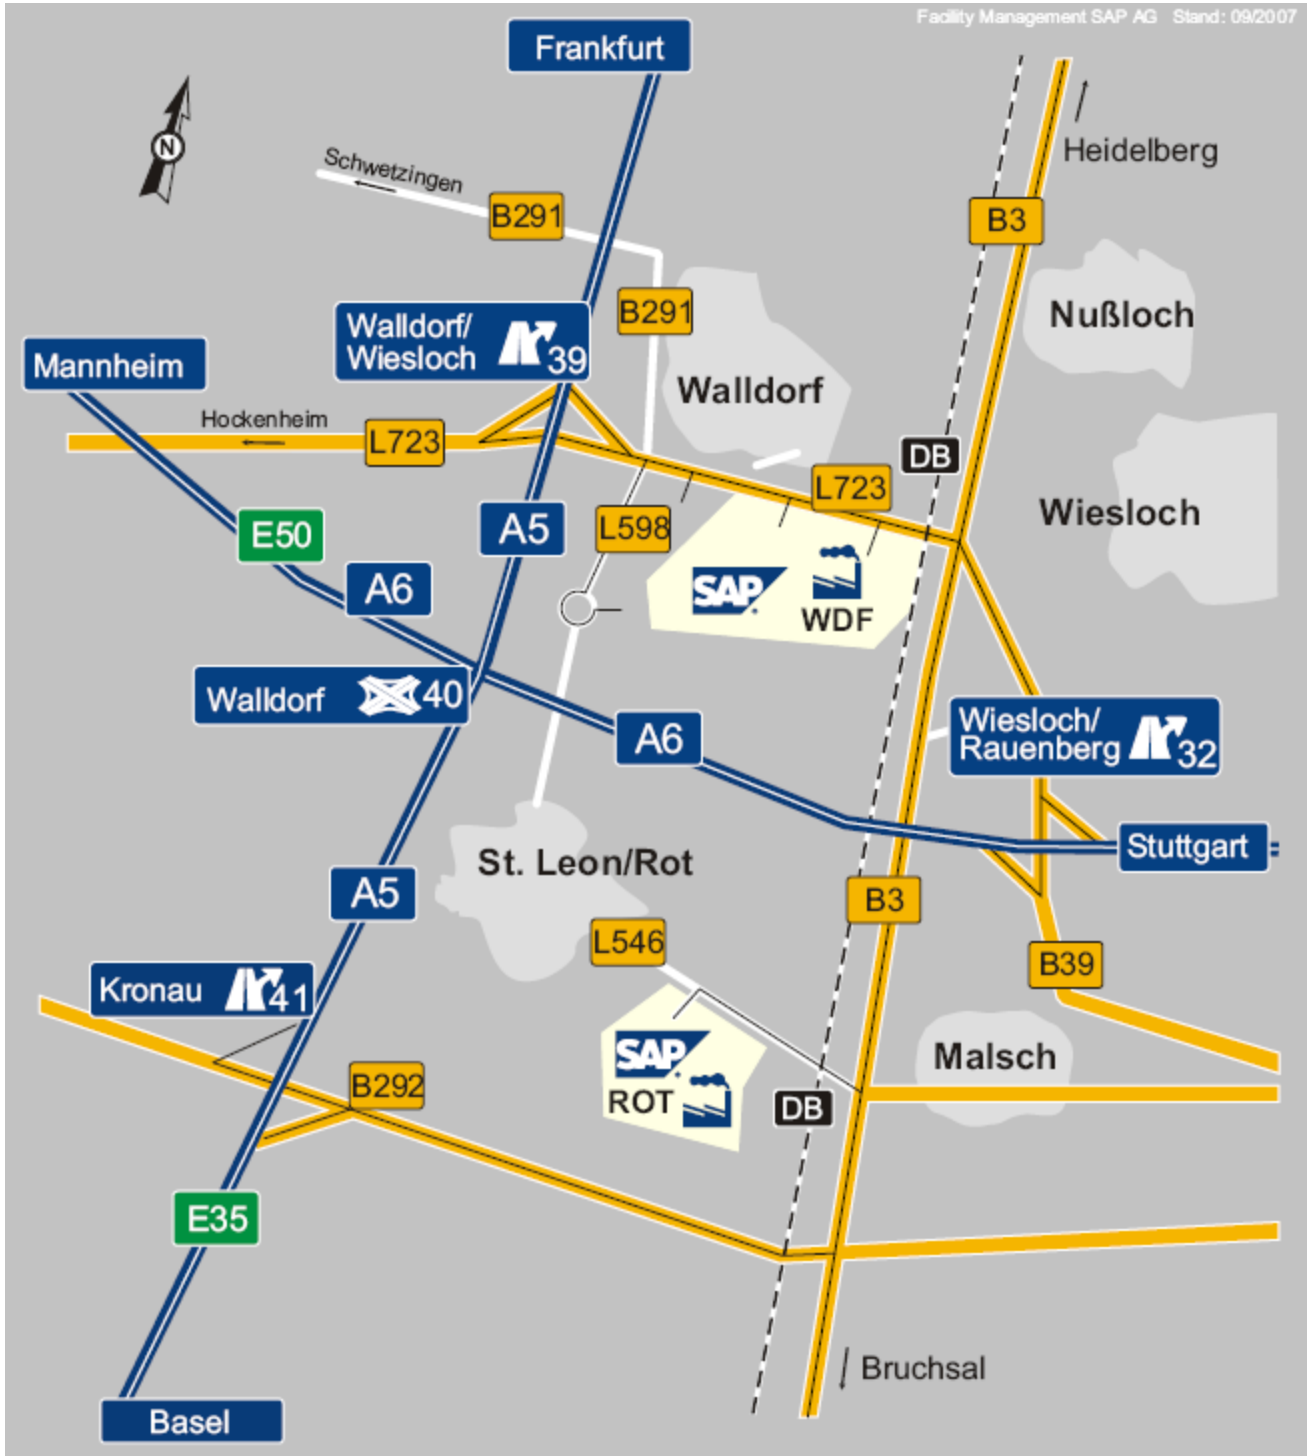 Facility Management SAP AG Stand: 09/2007
Frankfurt
N
Schwetzingen
Heidelberg
B291
B3
B291
Nußloch
Walldorf/
Wiesloch
39
Mannheim
Walldorf
Hockenheim
L723
DB
L723
Wiesloch
E50
A5
L598
A6
SAP
WDF
Walldorf
40
A6
Wiesloch/
Rauenberg
32
Stuttgart
St. Leon/Rot
A5
B3
L546
B39
Kronau
41
SAP
ROT
Malsch
B292
DB
E35
Bruchsal
Basel